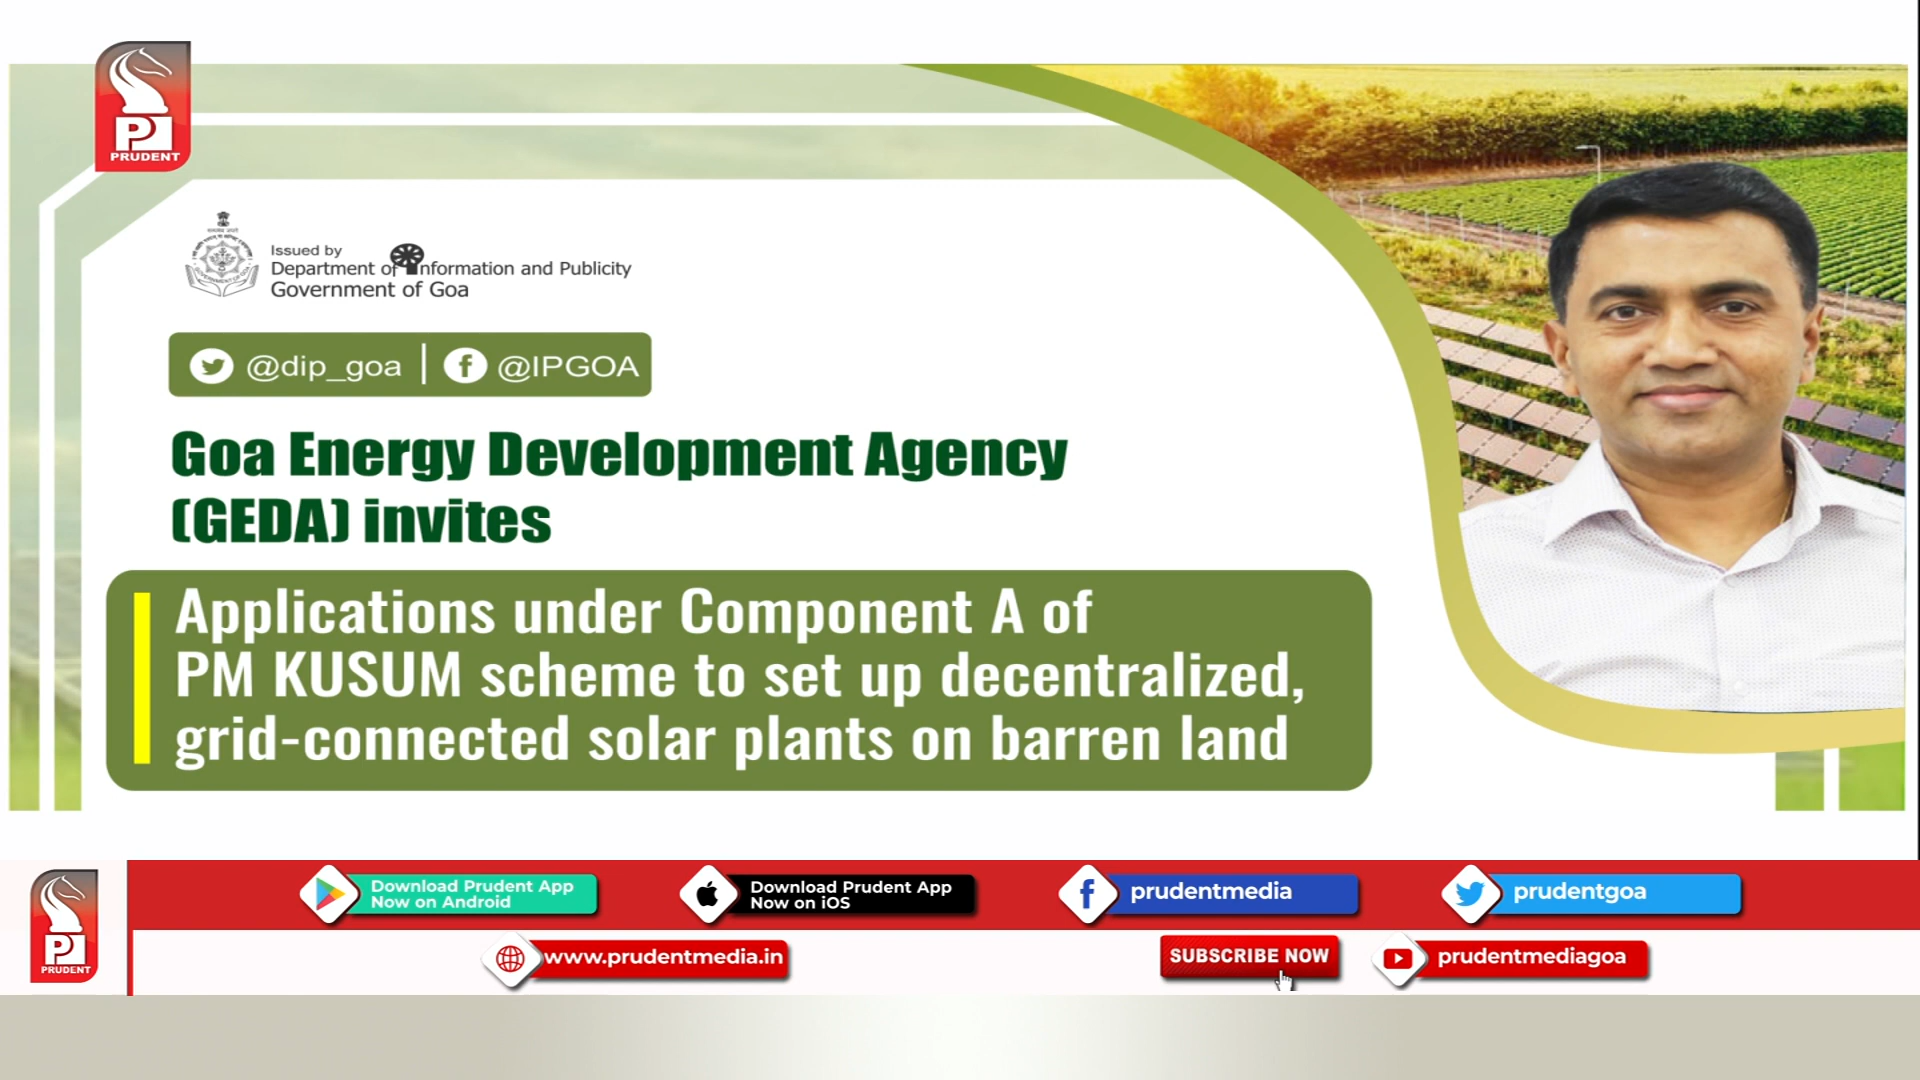 PRUDENT
Issued by
Department of Information and Publicity
Government of Goa
@dip_goa | @IPGOA
Goa Energy Development Agency
(GEDA) invites
Applications under Component A of
PM KUSUM scheme to set up decentralized,
grid-connected solar plants on barren land
PRUDENT
Download Prudent App
Now on Android
Download Prudent App
Now on iOS
prudentmedia
prudentgoa
www.prudentmedia.in
SUBSCRIBE NOW
prudentmediagoa